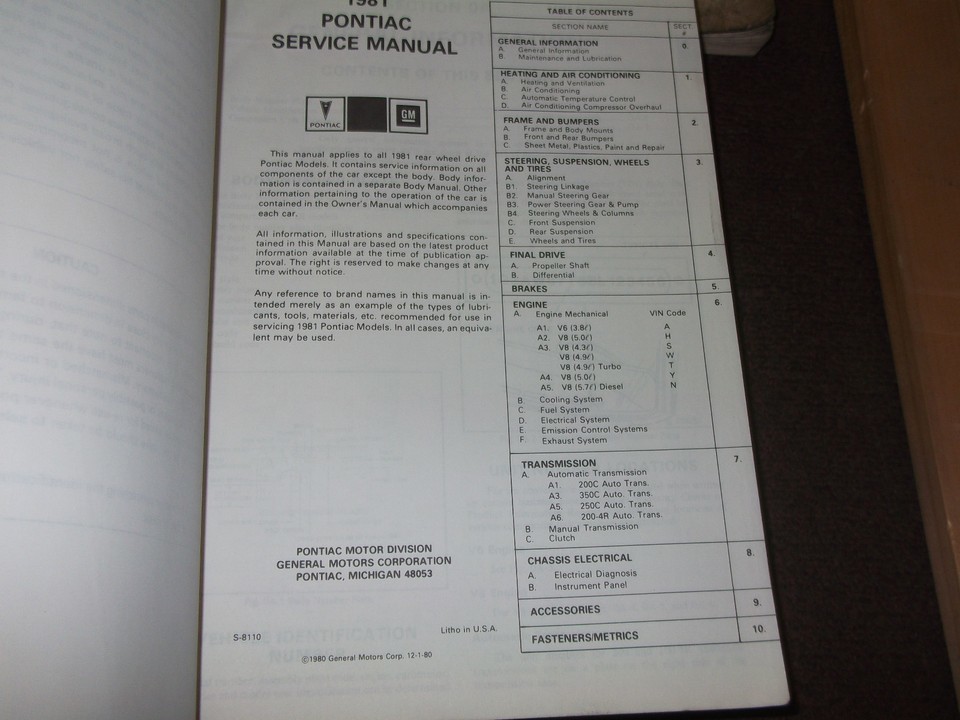 1981
PONTIAC
SERVICE MANUAL
PONTIAC
GM
This manual applies to all 1981 rear wheel drive
Pontiac Models. It contains service information on all
components of the car except the body. Body infor-
mation is contained in a separate Body Manual. Other
information pertaining to the operation of the car is
contained in the Owner's Manual which accompanies
each car.
All information, illustrations and specifications con-
tained in this Manual are based on the latest product
information available at the time of publication ap-
proval. The right is reserved to make changes at any
time without notice.
Any reference to brand names in this manual is in-
tended merely as an example of the types of lubri-
cants, tools, materials, etc. recommended for use in
servicing 1981 Pontiac Models. In all cases, an equiva-
lent may be used.
PONTIAC MOTOR DIVISION
GENERAL MOTORS CORPORATION
PONTIAC, MICHIGAN 48053
S-8110
Litho in U.S.A.
©1980 General Motors Corp. 12-1-80
TABLE OF CONTENTS
SECTION NAME SECT. #
GENERAL INFORMATION 0.
A. General Information
B. Maintenance and Lubrication
HEATING AND AIR CONDITIONING 1.
A. Heating and Ventilation
B. Air Conditioning
C. Automatic Temperature Control
D. Air Conditioning Compressor Overhaul
FRAME AND BUMPERS 2.
A. Frame and Body Mounts
B. Front and Rear Bumpers
C. Sheet Metal, Plastics, Paint and Repair
STEERING, SUSPENSION, WHEELS 3.
AND TIRES
A. Alignment
B1. Steering Linkage
B2. Manual Steering Gear
B3. Power Steering Gear & Pump
B4. Steering Wheels & Columns
C. Front Suspension
D. Rear Suspension
E. Wheels and Tires
FINAL DRIVE 4.
A. Propeller Shaft
B. Differential
BRAKES 5.
ENGINE 6.
A. Engine Mechanical VIN Code
A1. V6 (3.8ℓ) A
A2. V8 (5.0ℓ) H
A3. V8 (4.3ℓ) S
V8 (4.9ℓ) W
V8 (4.9ℓ) Turbo T
A4. V8 (5.0ℓ) Y
A5. V8 (5.7ℓ) Diesel N
B. Cooling System
C. Fuel System
D. Electrical System
E. Emission Control Systems
F. Exhaust System
TRANSMISSION 7.
A. Automatic Transmission
A1. 200C Auto Trans.
A3. 350C Auto. Trans.
A5. 250C Auto. Trans.
A6. 200-4R Auto. Trans.
B. Manual Transmission
C. Clutch
CHASSIS ELECTRICAL 8.
A. Electrical Diagnosis
B. Instrument Panel
ACCESSORIES 9.
FASTENERS/METRICS 10.